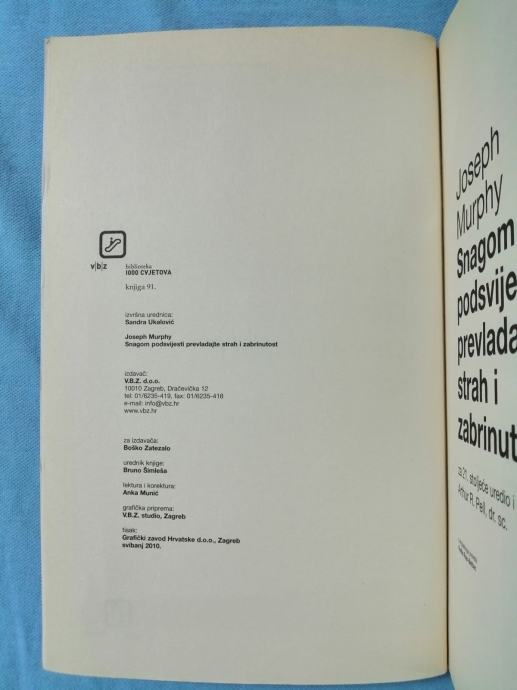 v|b|z
biblioteka
1000 CVJETOVA
knjiga 91.
izvršna urednica:
Sandra Ukalović
Joseph Murphy
Snagom podsvijesti prevladajte strah i zabrinutost
izdavač:
V.B.Z. d.o.o.
10010 Zagreb, Dračevička 12
tel: 01/6235-419, fax: 01/6235-418
e-mail: info@vbz.hr
www.vbz.hr
za izdavača:
Boško Zatezalo
urednik knjige:
Bruno Šimleša
lektura i korektura:
Anka Munić
grafička priprema:
V.B.Z. studio, Zagreb
tisak:
Grafički zavod Hrvatske d.o.o., Zagreb
svibanj 2010.
Joseph
Murphy
Snagom
podsvije
prevlada
strah i
zabrinut
za 21. stoljeće uredio i
Arthur R. Pell, dr. sc.